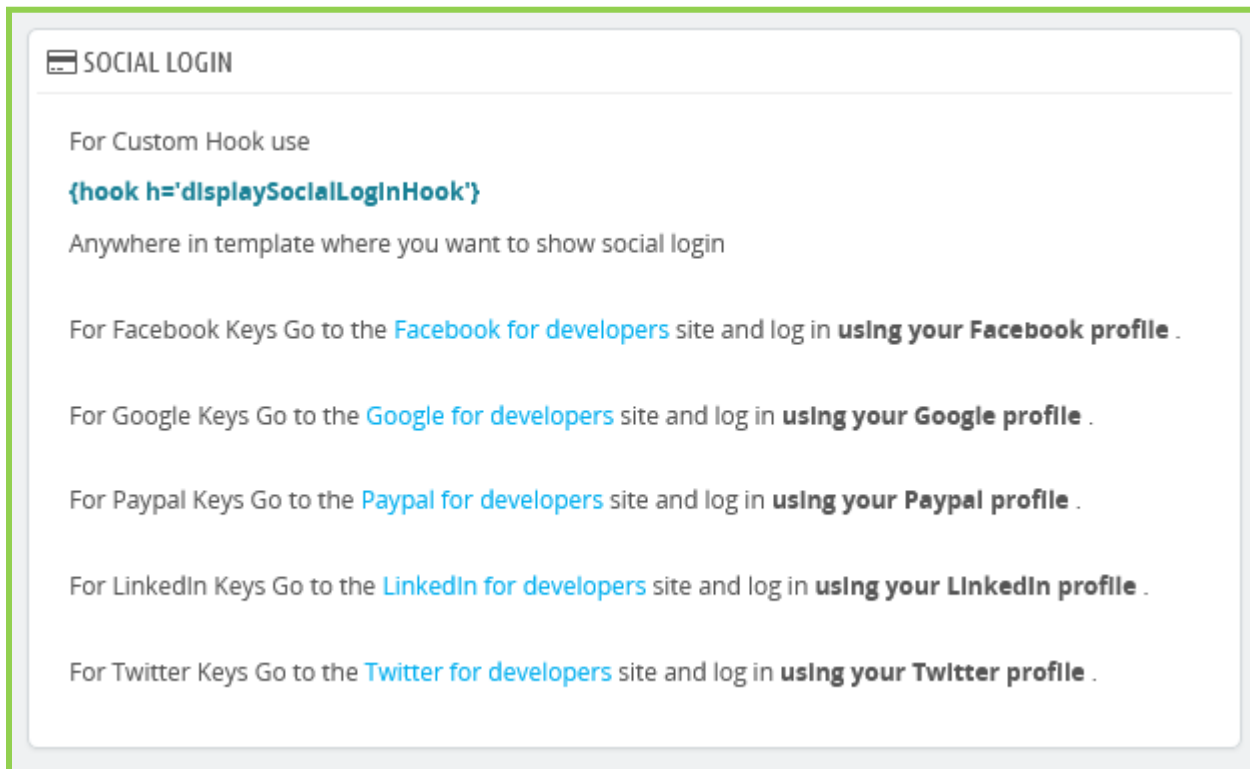 SOCIAL LOGIN
For Custom Hook use
{hook h='displaySocialLoginHook'}
Anywhere in template where you want to show social login
For Facebook Keys Go to the Facebook for developers site and log in using your Facebook profile .
For Google Keys Go to the Google for developers site and log in using your Google profile .
For Paypal Keys Go to the Paypal for developers site and log in using your Paypal profile .
For LinkedIn Keys Go to the LinkedIn for developers site and log in using your LinkedIn profile .
For Twitter Keys Go to the Twitter for developers site and log in using your Twitter profile .